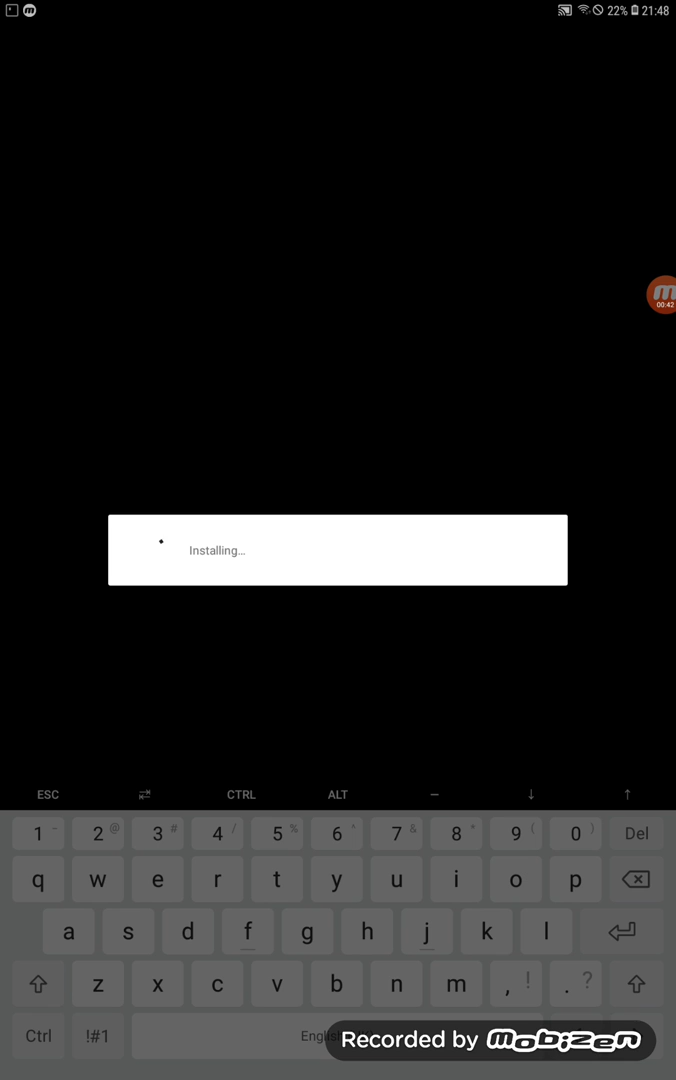 22% 21:48
00:42
Installing...
ESC CTRL ALT —
1 2 @ 3 # 4 / 5 % 6 ^ 7 & 8 * 9 ( 0 ) Del
q w e r t y u i o p
a s d f g h j k l
z x c v b n m , ! . ?
Ctrl !#1
Recorded by mobizen